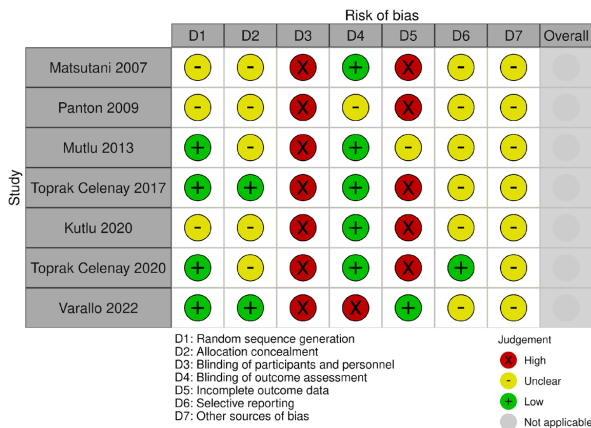 Risk of bias
D1 D2 D3 D4 D5 D6 D7 Overall
Study
Matsutani 2007 - - X + X - -
Panton 2009 - - X - X - -
Mutlu 2013 + - X + - - -
Toprak Celenay 2017 + + X + X - -
Kutlu 2020 - - X + X - -
Toprak Celenay 2020 + - X + X + -
Varallo 2022 + + X X + - -
D1: Random sequence generation
D2: Allocation concealment
D3: Blinding of participants and personnel
D4: Blinding of outcome assessment
D5: Incomplete outcome data
D6: Selective reporting
D7: Other sources of bias
Judgement
X High
- Unclear
+ Low
Not applicable